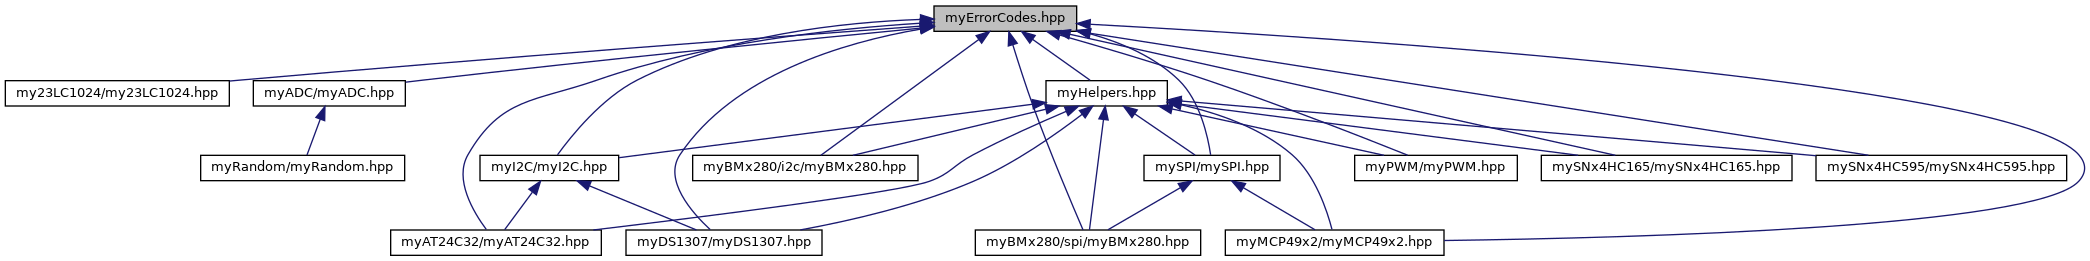 myErrorCodes.hpp
my23LC1024/my23LC1024.hpp
myADC/myADC.hpp
myHelpers.hpp
myRandom/myRandom.hpp
myI2C/myI2C.hpp
myBMx280/i2c/myBMx280.hpp
mySPI/mySPI.hpp
myPWM/myPWM.hpp
mySNx4HC165/mySNx4HC165.hpp
mySNx4HC595/mySNx4HC595.hpp
myAT24C32/myAT24C32.hpp
myDS1307/myDS1307.hpp
myBMx280/spi/myBMx280.hpp
myMCP49x2/myMCP49x2.hpp